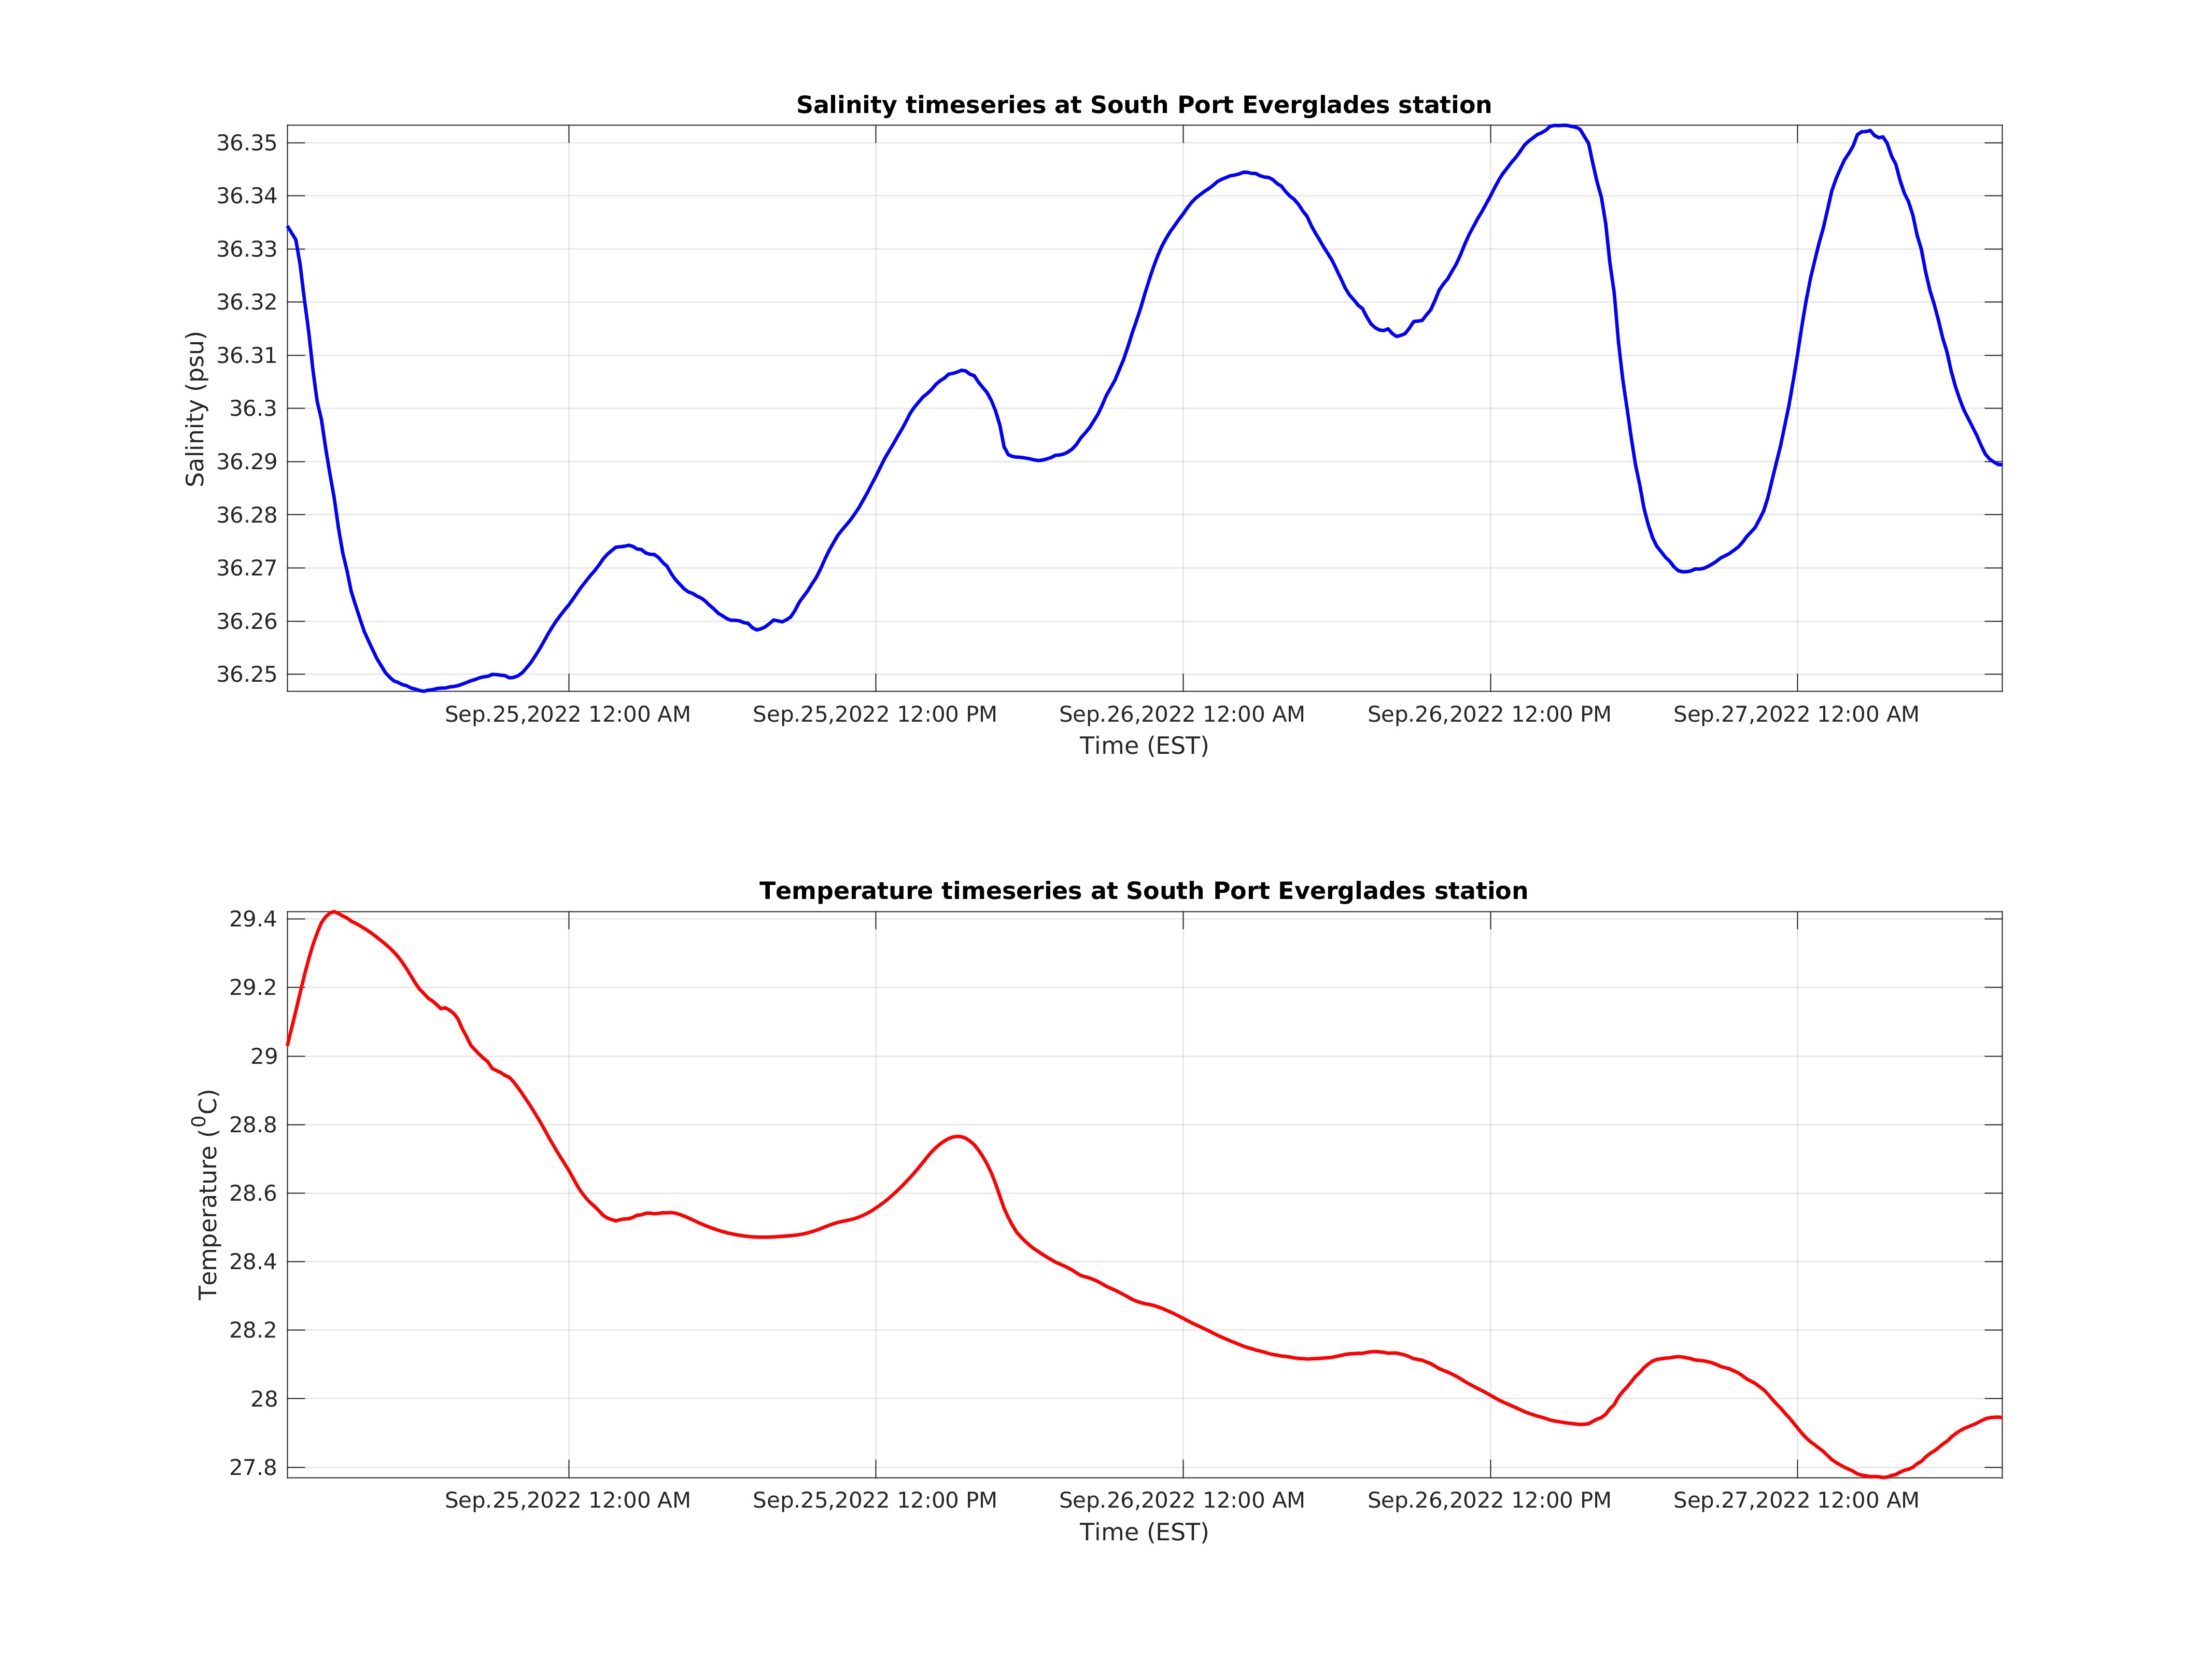 Salinity timeseries at South Port Everglades station
36.35
36.34
36.33
36.32
36.31
36.3
36.29
36.28
36.27
36.26
36.25
Salinity (psu)
Sep.25,2022 12:00 AM Sep.25,2022 12:00 PM Sep.26,2022 12:00 AM Sep.26,2022 12:00 PM Sep.27,2022 12:00 AM
Time (EST)
Temperature timeseries at South Port Everglades station
29.4
29.2
29
28.8
28.6
28.4
28.2
28
27.8
Temperature (⁰C)
Sep.25,2022 12:00 AM Sep.25,2022 12:00 PM Sep.26,2022 12:00 AM Sep.26,2022 12:00 PM Sep.27,2022 12:00 AM
Time (EST)